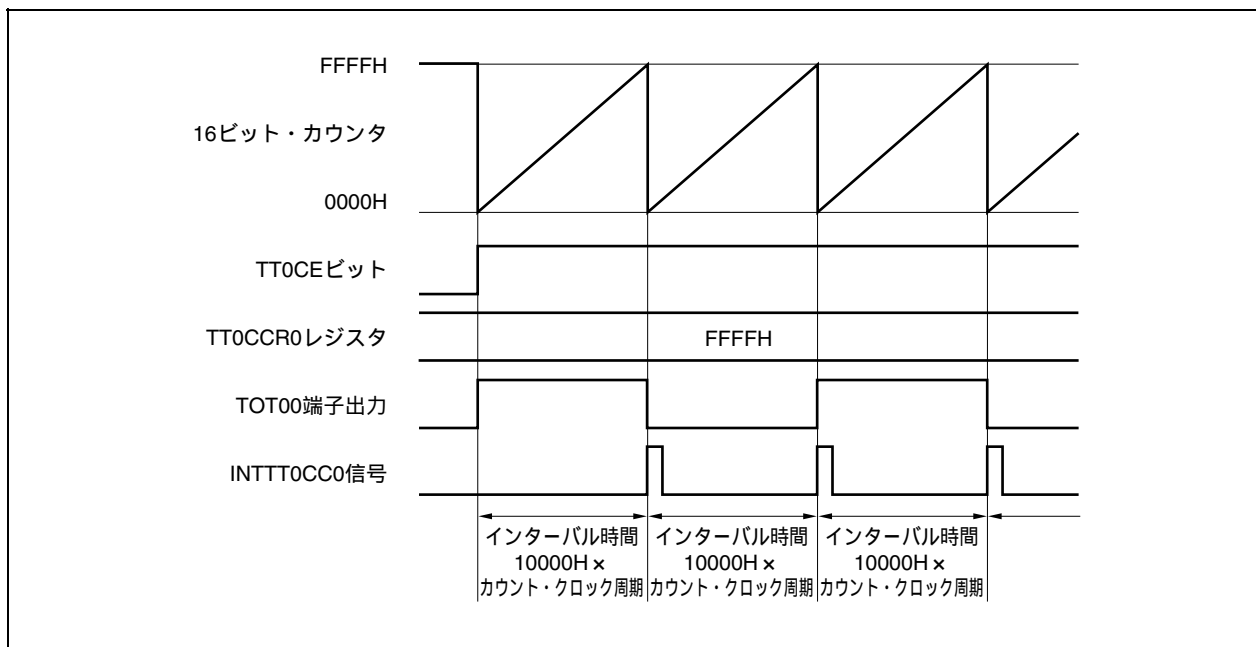 FFFFH
16ビット・カウンタ
0000H
TT0CEビット
TT0CCR0レジスタ
FFFFH
TOT00端子出力
INTTT0CC0信号
インターバル時間 インターバル時間 インターバル時間
10000H× 10000H× 10000H×
カウント・クロック周期 カウント・クロック周期 カウント・クロック周期